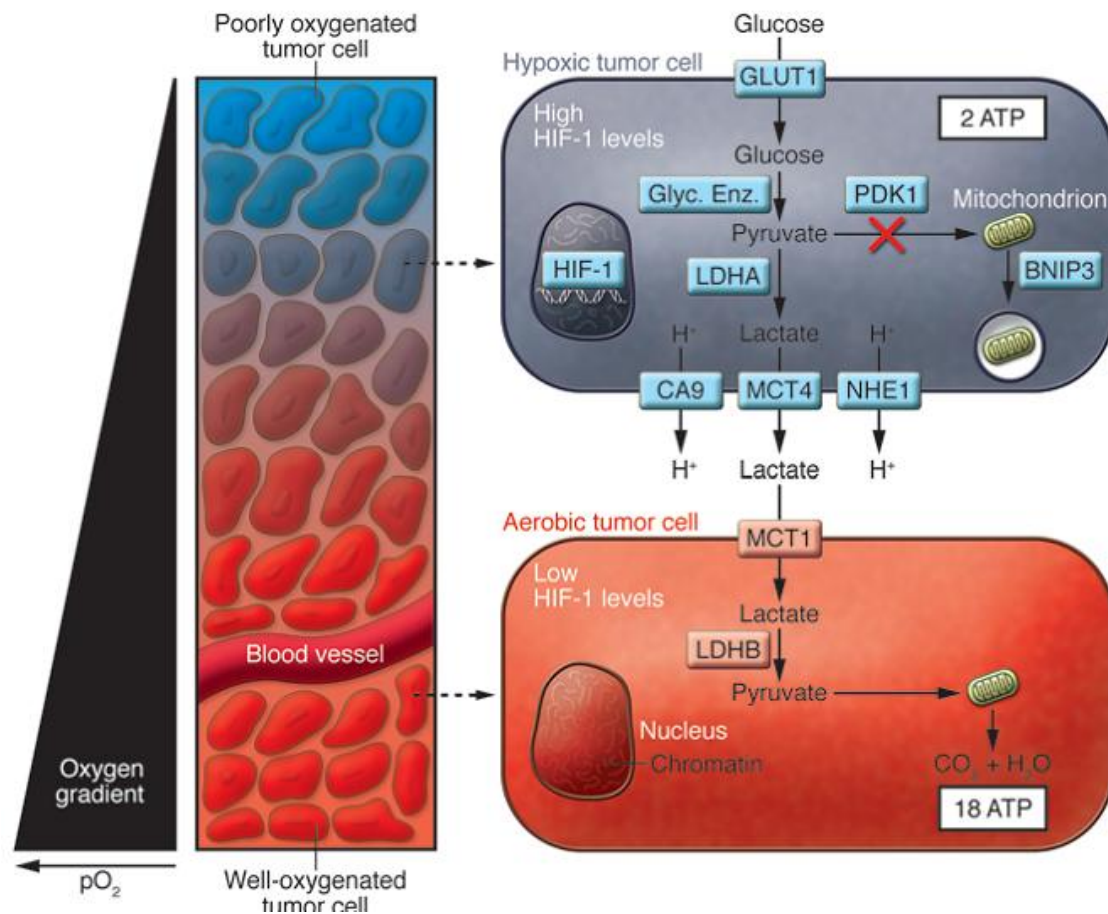 Poorly oxygenated
tumor cell
Oxygen
gradient
pO₂
Blood vessel
Well-oxygenated
tumor cell
Glucose
Hypoxic tumor cell
GLUT1
High
HIF-1 levels
2 ATP
Glucose
Glyc. Enz.
PDK1
Mitochondrion
Pyruvate
HIF-1
LDHA
BNIP3
H⁺
Lactate
H⁺
CA9
MCT4
NHE1
H⁺
Lactate
H⁺
Aerobic tumor cell
MCT1
Low
HIF-1 levels
Lactate
LDHB
Pyruvate
Nucleus
Chromatin
CO₂ + H₂O
18 ATP